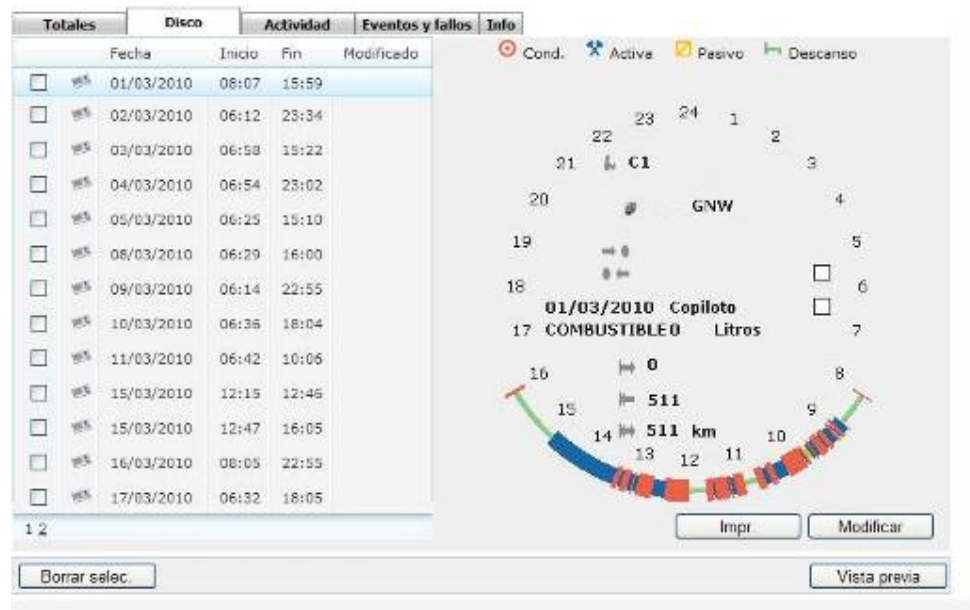 Totales Disco Actividad Eventos y fallos Info
Fecha Inicio Fin Modificado
01/03/2010 08:07 15:59
02/03/2010 06:12 23:34
03/03/2010 06:58 15:22
04/03/2010 06:54 23:02
05/03/2010 06:25 15:10
08/03/2010 06:29 16:00
09/03/2010 06:14 22:55
10/03/2010 06:36 18:04
11/03/2010 06:42 10:06
15/03/2010 12:15 12:46
15/03/2010 12:47 16:05
16/03/2010 08:05 22:55
17/03/2010 06:32 18:05
1 2
Cond. Activa Pasivo Descanso
23 24 1
22 2
21 C1 3
20 GNW 4
19 5
18 6
01/03/2010 Copiloto
17 COMBUSTIBLE 0 Litros 7
16 0 8
15 511 9
14 511 km 10
13 12 11
Impr. Modificar
Borrar selec. Vista previa